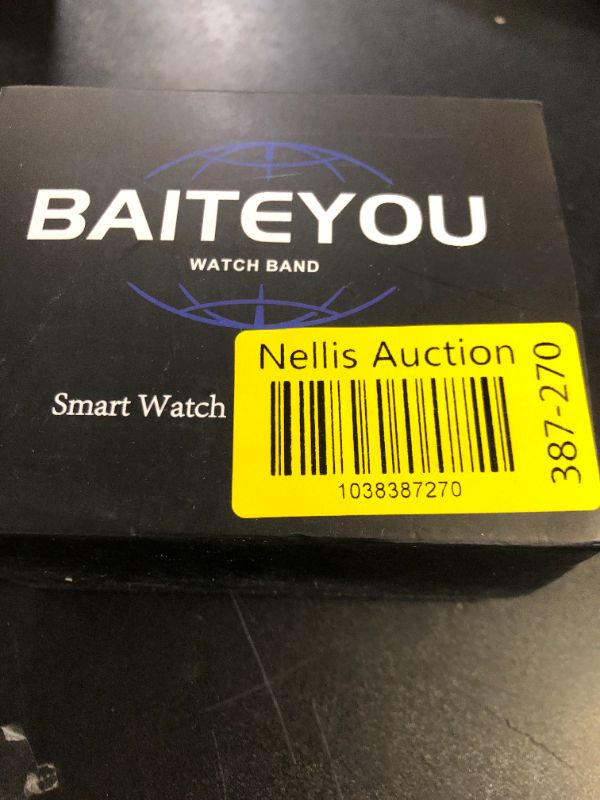 BAITEYOU
WATCH BAND
Smart Watch
Nellis Auction
1038387270
387-270